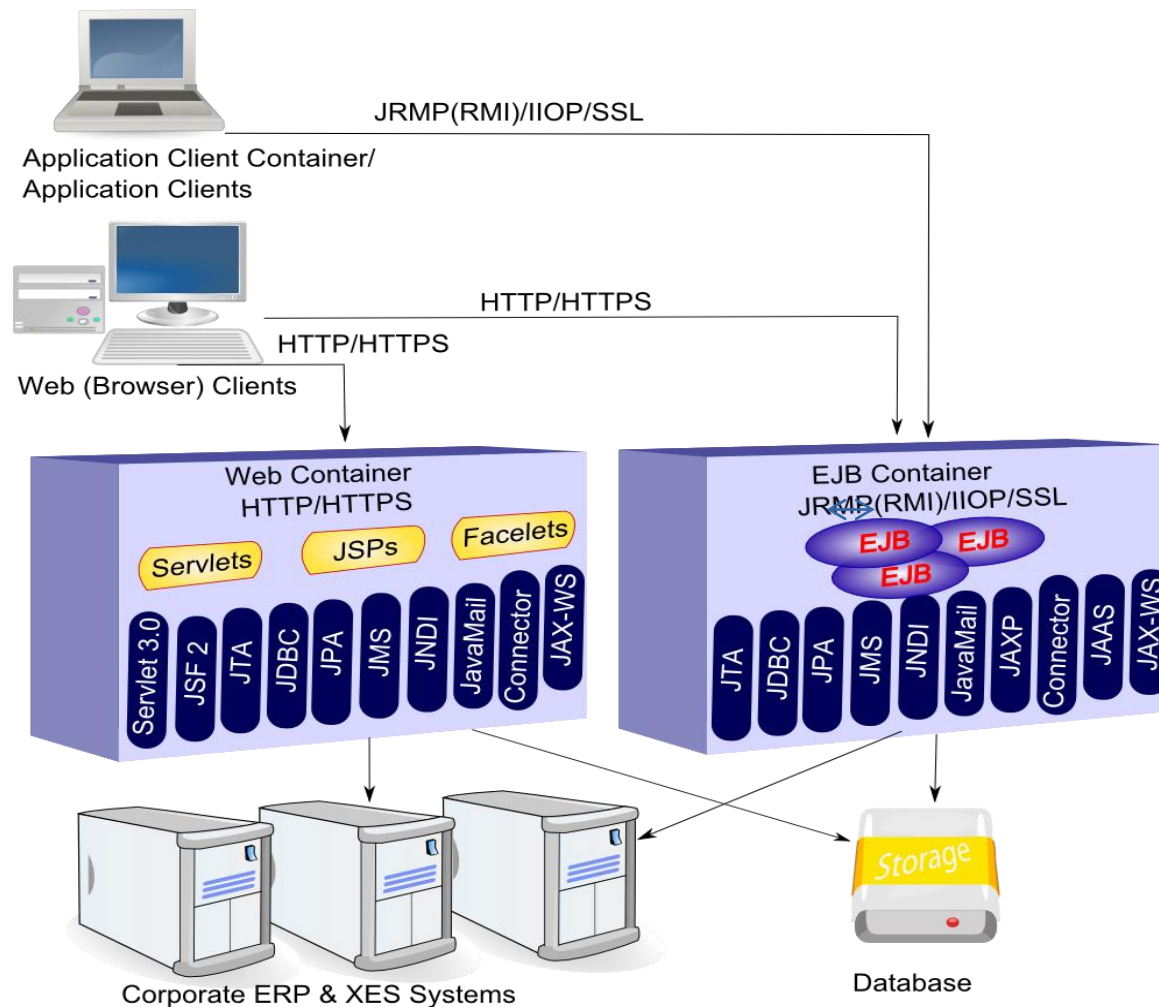 JRMP(RMI)/IIOP/SSL
Application Client Container/
Application Clients
HTTP/HTTPS
HTTP/HTTPS
Web (Browser) Clients
Web Container
HTTP/HTTPS
Servlets
JSPs
Facelets
Servlet 3.0
JSF 2
JTA
JDBC
JPA
JMS
JNDI
JavaMail
Connector
JAX-WS
EJB Container
JRMP(RMI)/IIOP/SSL
EJB
EJB
EJB
JTA
JDBC
JPA
JMS
JNDI
JavaMail
JAXP
Connector
JAAS
JAX-WS
Storage
Corporate ERP & XES Systems
Database